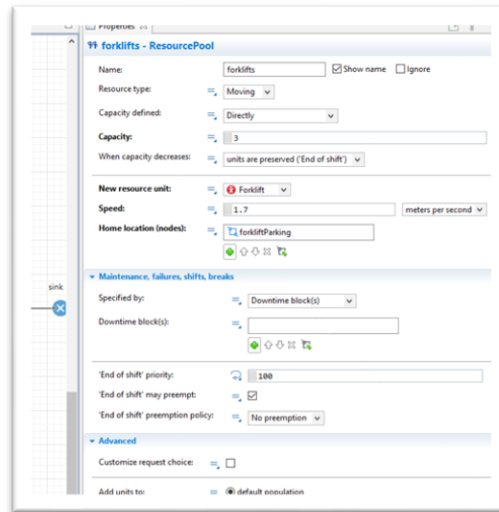 Properties
forklifts - ResourcePool
Name: forklifts Show name Ignore
Resource type: Moving
Capacity defined: Directly
Capacity: 3
When capacity decreases: units are preserved ('End of shift')
New resource unit: Forklift
Speed: 1.7 meters per second
Home location (nodes): forkliftParking
Maintenance, failures, shifts, breaks
sink
Specified by: Downtime block(s)
Downtime block(s):
'End of shift' priority: 100
'End of shift' may preempt:
'End of shift' preemption policy: No preemption
Advanced
Customize request choice:
Add units to: default population